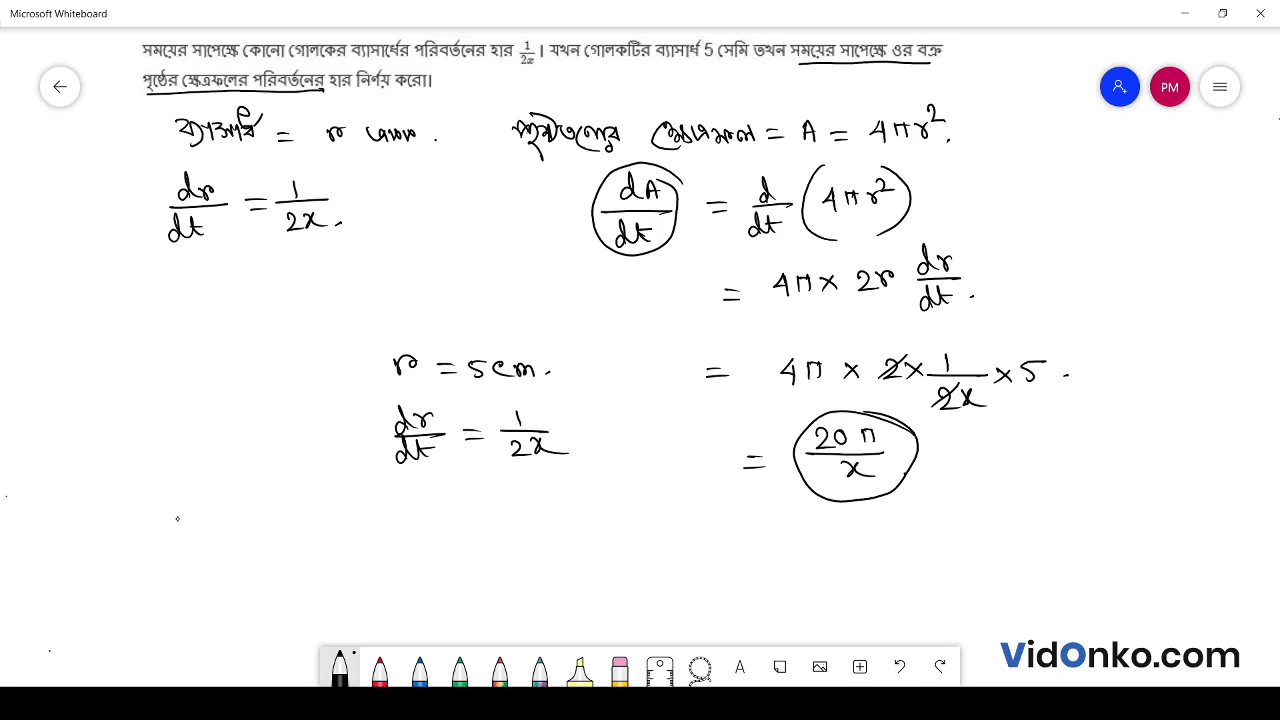 Microsoft Whiteboard
সময়ের সাপেক্ষে কোনো গোলকের ব্যাসার্ধের পরিবর্তনের হার 1/2x। যখন গোলকটির ব্যাসার্ধ 5 সেমি তখন সময়ের সাপেক্ষে ওর বক্র
পৃষ্ঠের ক্ষেত্রফলের পরিবর্তনের হার নির্ণয় করো।
PM
ব্যাসার্ধ = r একক . পৃষ্ঠতলের ক্ষেত্রফল = A = 4πr².
dr/dt = 1/2x.
dA/dt = d/dt (4πr²)
= 4π× 2r dr/dt.
r = 5cm.
= 4π × 2 × 1/2x × 5 .
dr/dt = 1/2x
= 20π/x
A
VidOnko.com